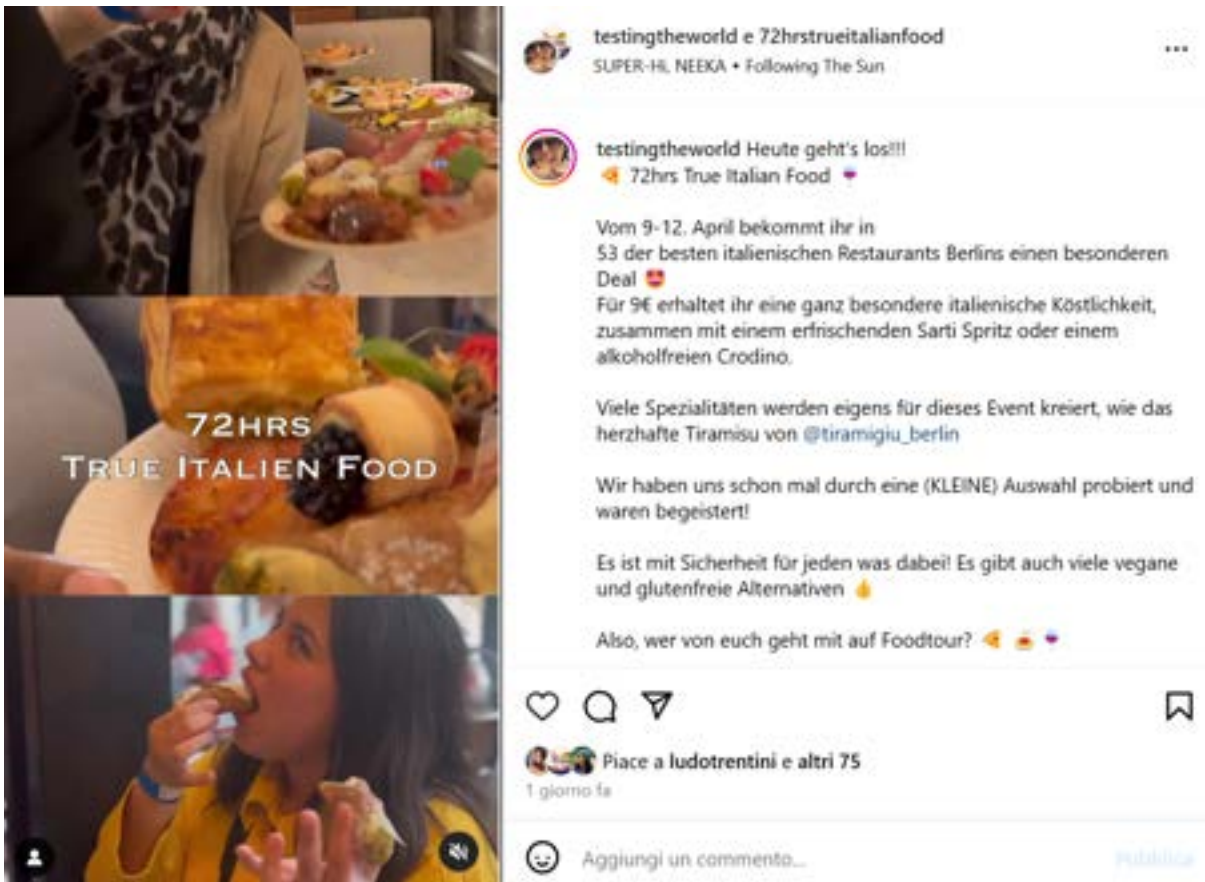 72HRS
TRUE ITALIEN FOOD
testingtheworld e 72hrstrueitalianfood
SUPER-Hi, NEEKA • Following The Sun
testingtheworld Heute geht's los!!!
🍕 72hrs True Italian Food 🍷
Vom 9-12. April bekommt ihr in
53 der besten italienischen Restaurants Berlins einen besonderen
Deal 🤩
Für 9€ erhaltet ihr eine ganz besondere italienische Köstlichkeit,
zusammen mit einem erfrischenden Sarti Spritz oder einem
alkoholfreien Crodino.
Viele Spezialitäten werden eigens für dieses Event kreiert, wie das
herzhafte Tiramisu von @tiramigiu_berlin
Wir haben uns schon mal durch eine (KLEINE) Auswahl probiert und
waren begeistert!
Es ist mit Sicherheit für jeden was dabei! Es gibt auch viele vegane
und glutenfreie Alternativen 👍
Also, wer von euch geht mit auf Foodtour? 🍕 🍝 🍷
Piace a ludotrentini e altri 75
1 giorno fa
Aggiungi un commento...
Pubblica